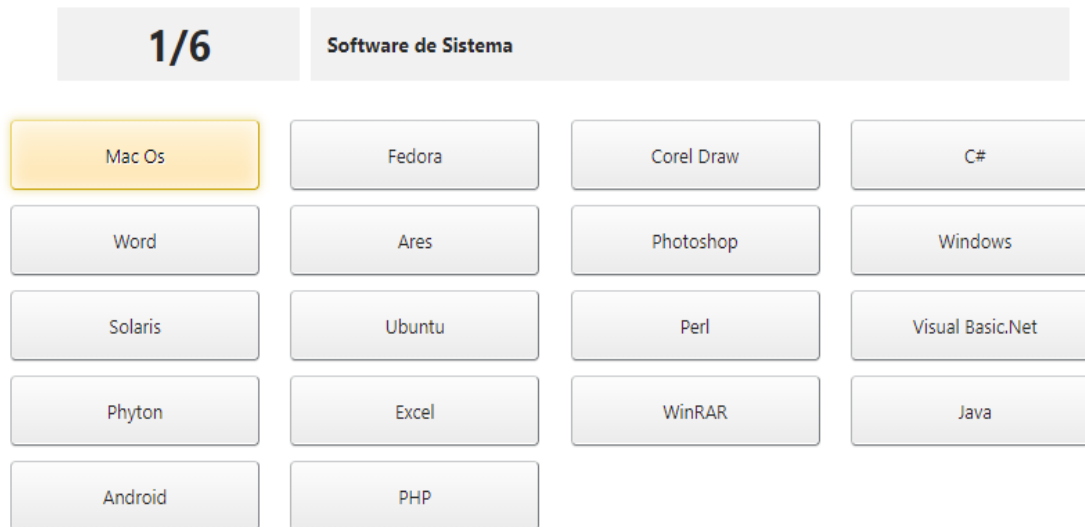 1/6 Software de Sistema
Mac Os Fedora Corel Draw C#
Word Ares Photoshop Windows
Solaris Ubuntu Perl Visual Basic.Net
Phyton Excel WinRAR Java
Android PHP